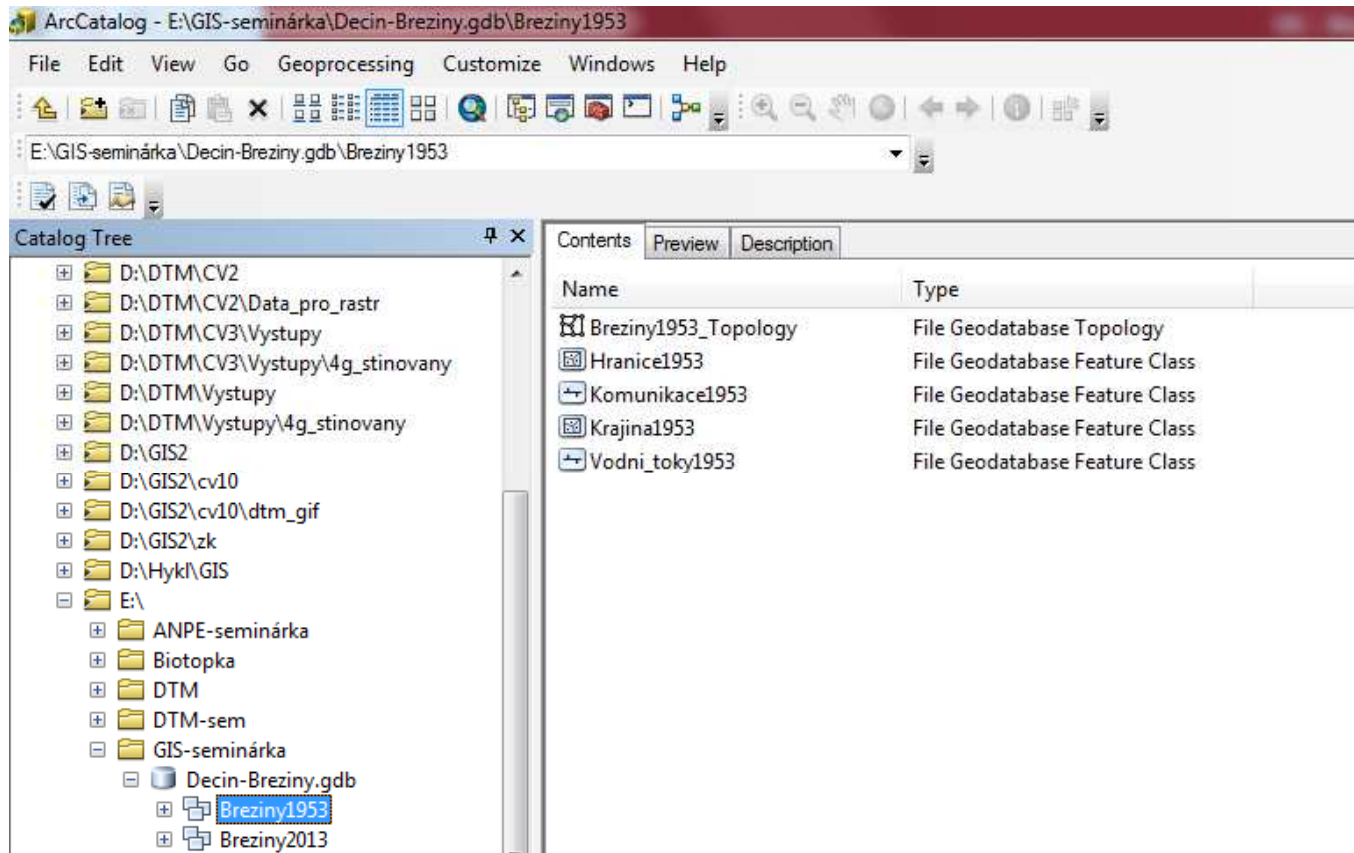 ArcCatalog - E:\GIS-seminárka\Decin-Breziny.gdb\Breziny1953
File Edit View Go Geoprocessing Customize Windows Help
E:\GIS-seminárka\Decin-Breziny.gdb\Breziny1953
Catalog Tree
D:\DTM\CV2
D:\DTM\CV2\Data_pro_rastr
D:\DTM\CV3\Vystupy
D:\DTM\CV3\Vystupy\4g_stinovany
D:\DTM\Vystupy
D:\DTM\Vystupy\4g_stinovany
D:\GIS2
D:\GIS2\cv10
D:\GIS2\cv10\dtm_gif
D:\GIS2\zk
D:\Hykl\GIS
E:\
ANPE-seminárka
Biotopka
DTM
DTM-sem
GIS-seminárka
Decin-Breziny.gdb
Breziny1953
Breziny2013
Contents Preview Description
Name Type
Breziny1953_Topology File Geodatabase Topology
Hranice1953 File Geodatabase Feature Class
Komunikace1953 File Geodatabase Feature Class
Krajina1953 File Geodatabase Feature Class
Vodni_toky1953 File Geodatabase Feature Class